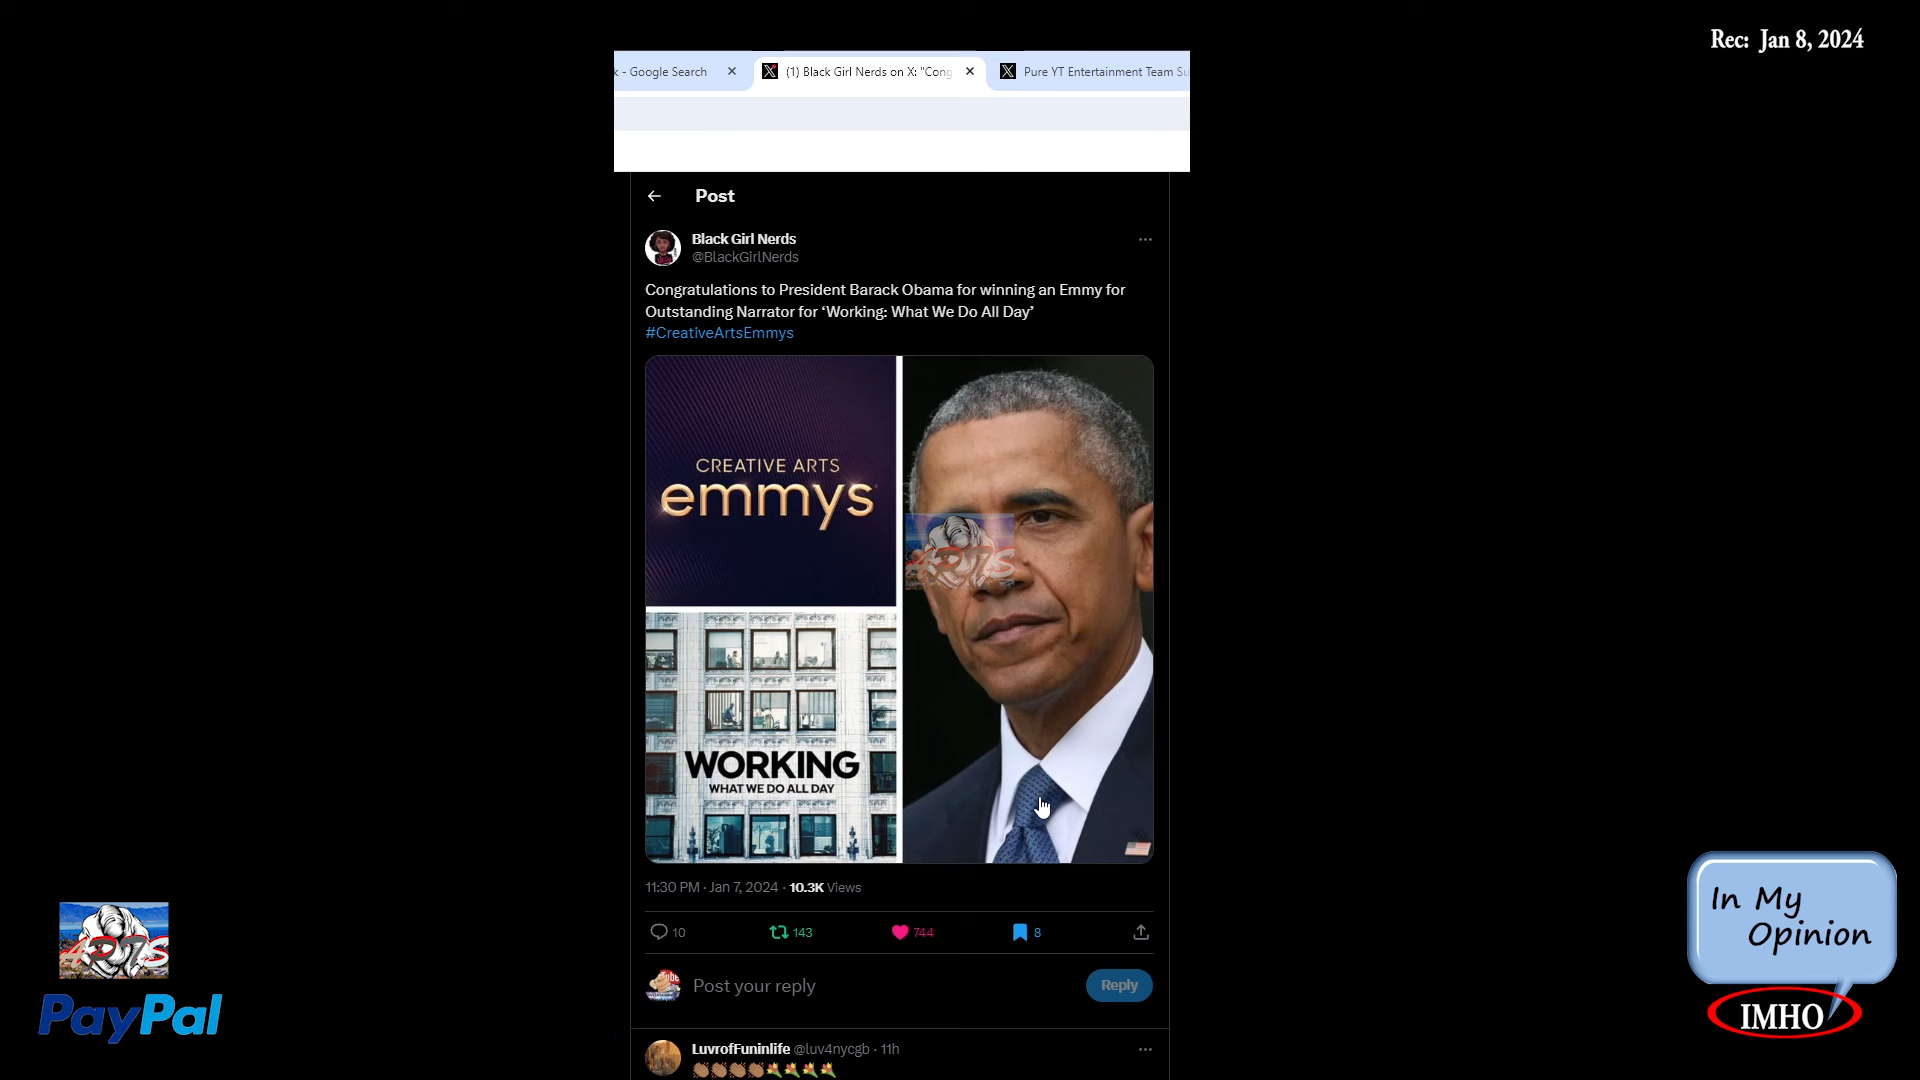 Rec: Jan 8, 2024
k - Google Search
(1) Black Girl Nerds on X: "Cong
Pure YT Entertainment Team Su
Post
Black Girl Nerds
@BlackGirlNerds
Congratulations to President Barack Obama for winning an Emmy for
Outstanding Narrator for ‘Working: What We Do All Day’
#CreativeArtsEmmys
CREATIVE ARTS
emmys
4RTS
WORKING
WHAT WE DO ALL DAY
11:30 PM · Jan 7, 2024 · 10.3K Views
10 143 744 8
Post your reply
Reply
LuvrofFuninlife @luv4nycgb · 11h
4RTS
PayPal
In My
Opinion
IMHO